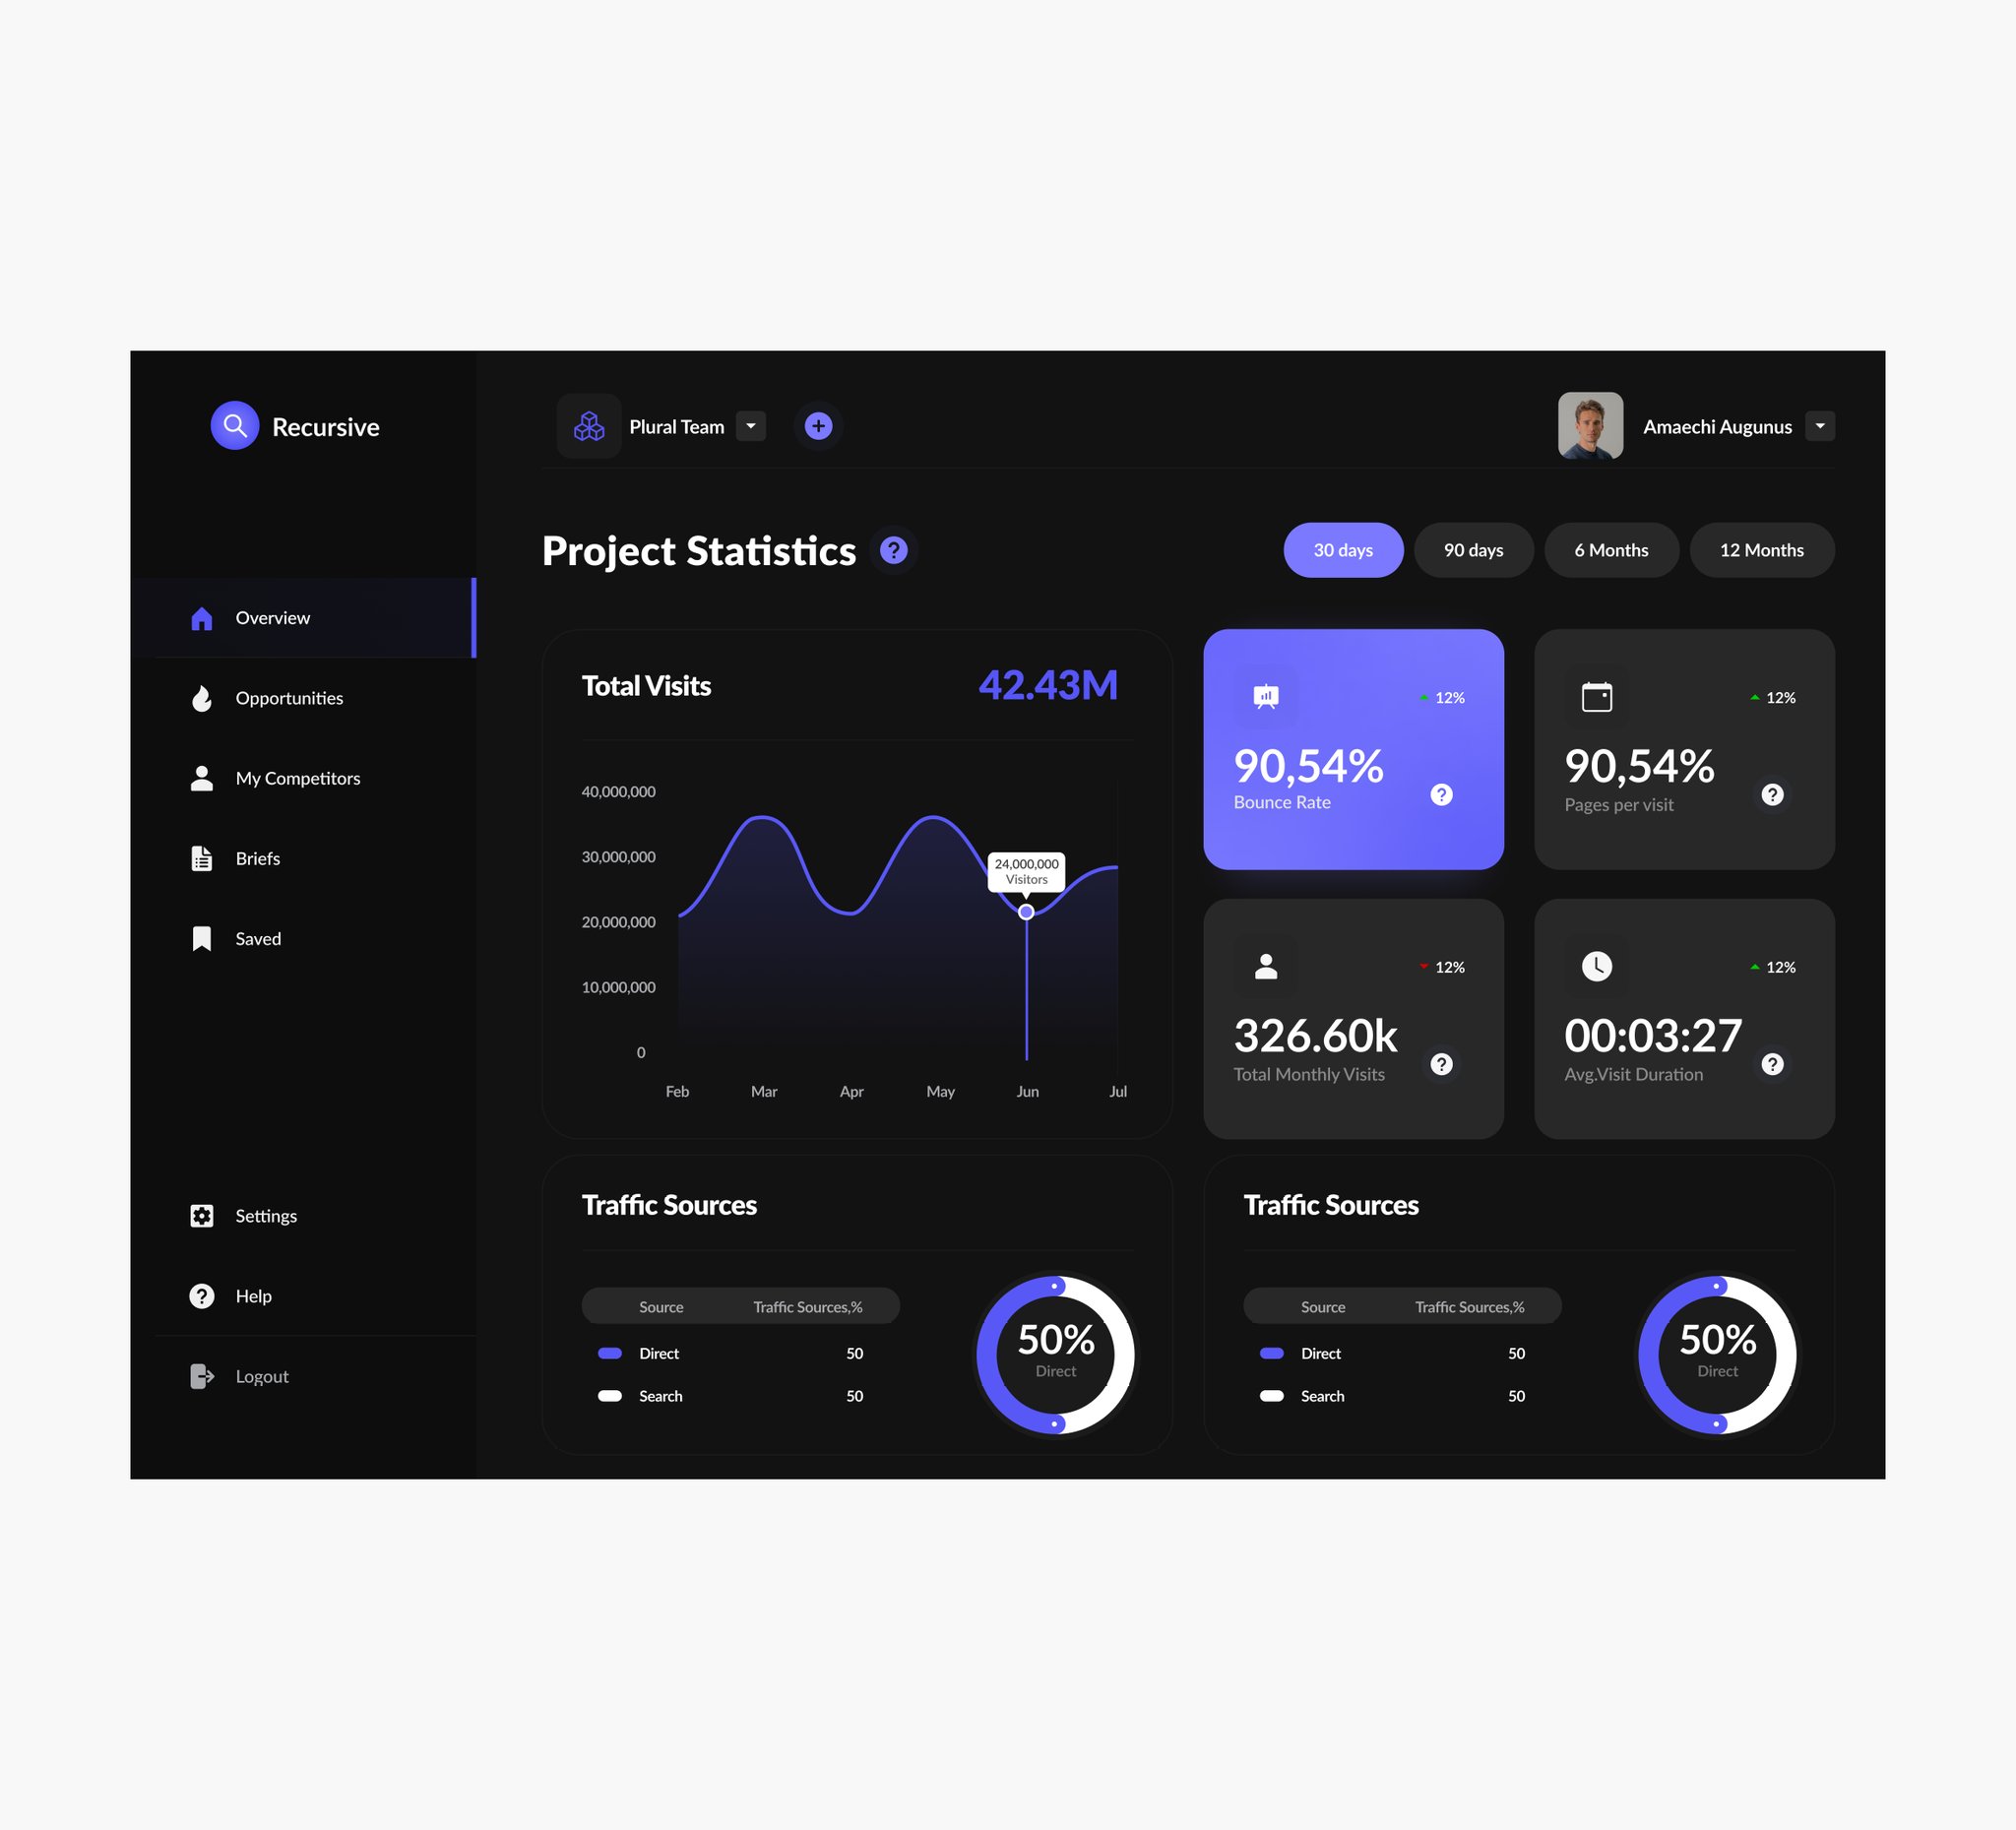 Recursive
Plural Team
Amaechi Augunus
Overview
Opportunities
My Competitors
Briefs
Saved
Settings
Help
Logout
Project Statistics
30 days
90 days
6 Months
12 Months
Total Visits
42.43M
40,000,000
30,000,000
20,000,000
10,000,000
0
24,000,000
Visitors
Feb
Mar
Apr
May
Jun
Jul
12%
90,54%
Bounce Rate
12%
90,54%
Pages per visit
12%
326.60k
Total Monthly Visits
12%
00:03:27
Avg.Visit Duration
Traffic Sources
Source
Traffic Sources,%
Direct
50
Search
50
50%
Direct
Traffic Sources
Source
Traffic Sources,%
Direct
50
Search
50
50%
Direct